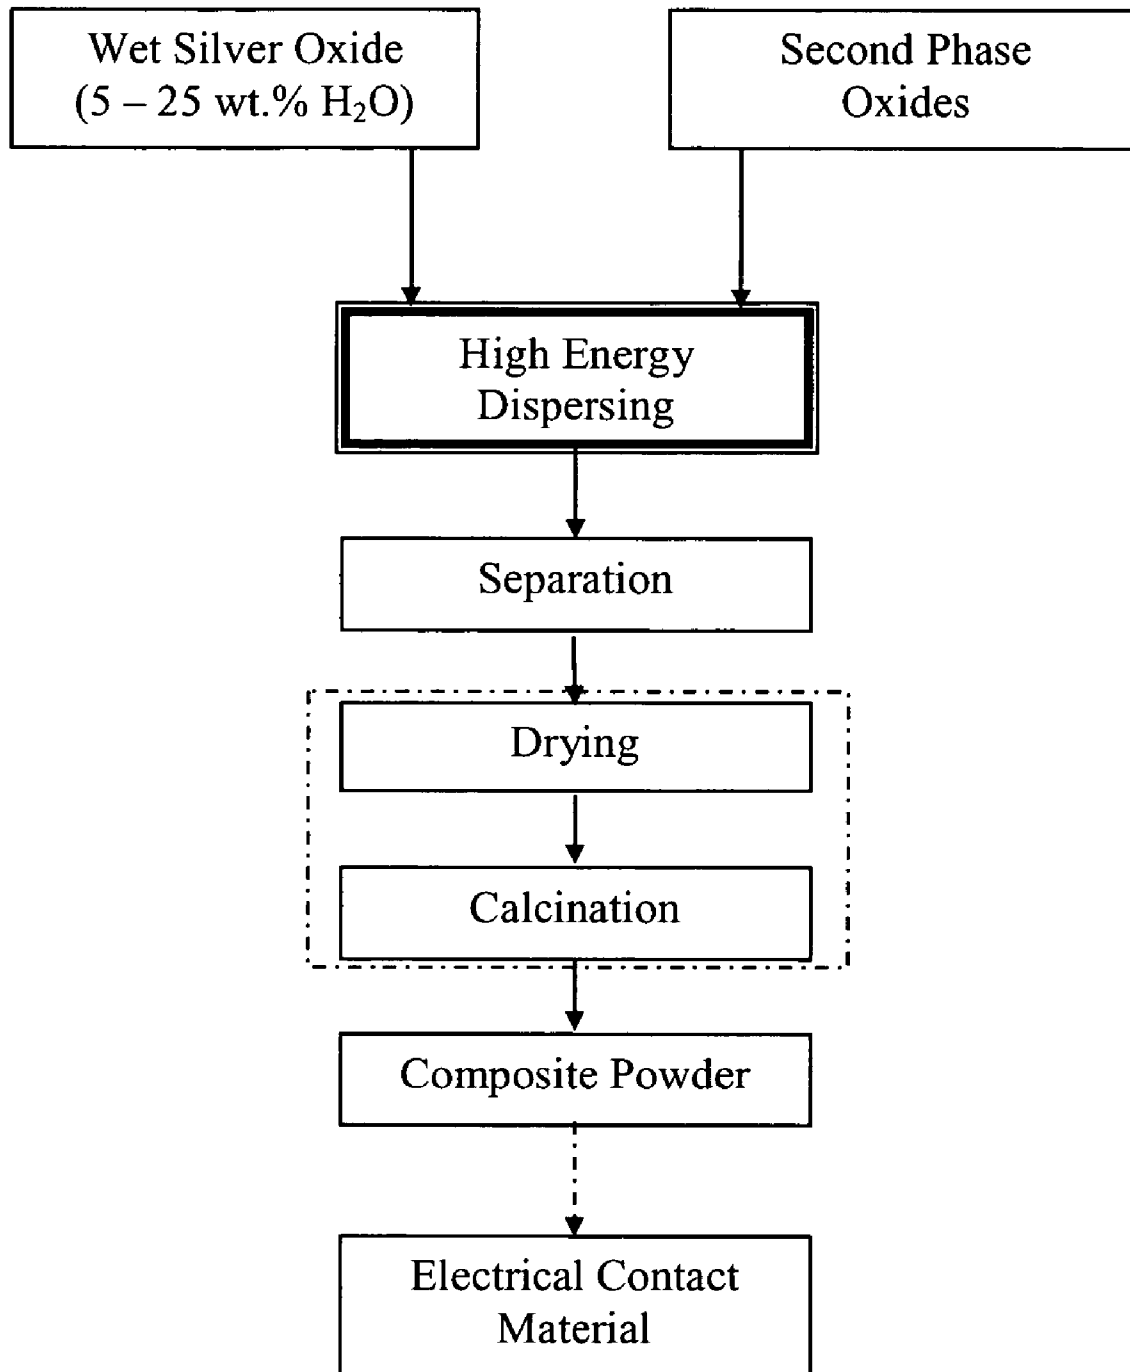 Wet Silver Oxide
(5 – 25 wt.% H₂O)
Second Phase
Oxides
High Energy
Dispersing
Separation
Drying
Calcination
Composite Powder
Electrical Contact
Material